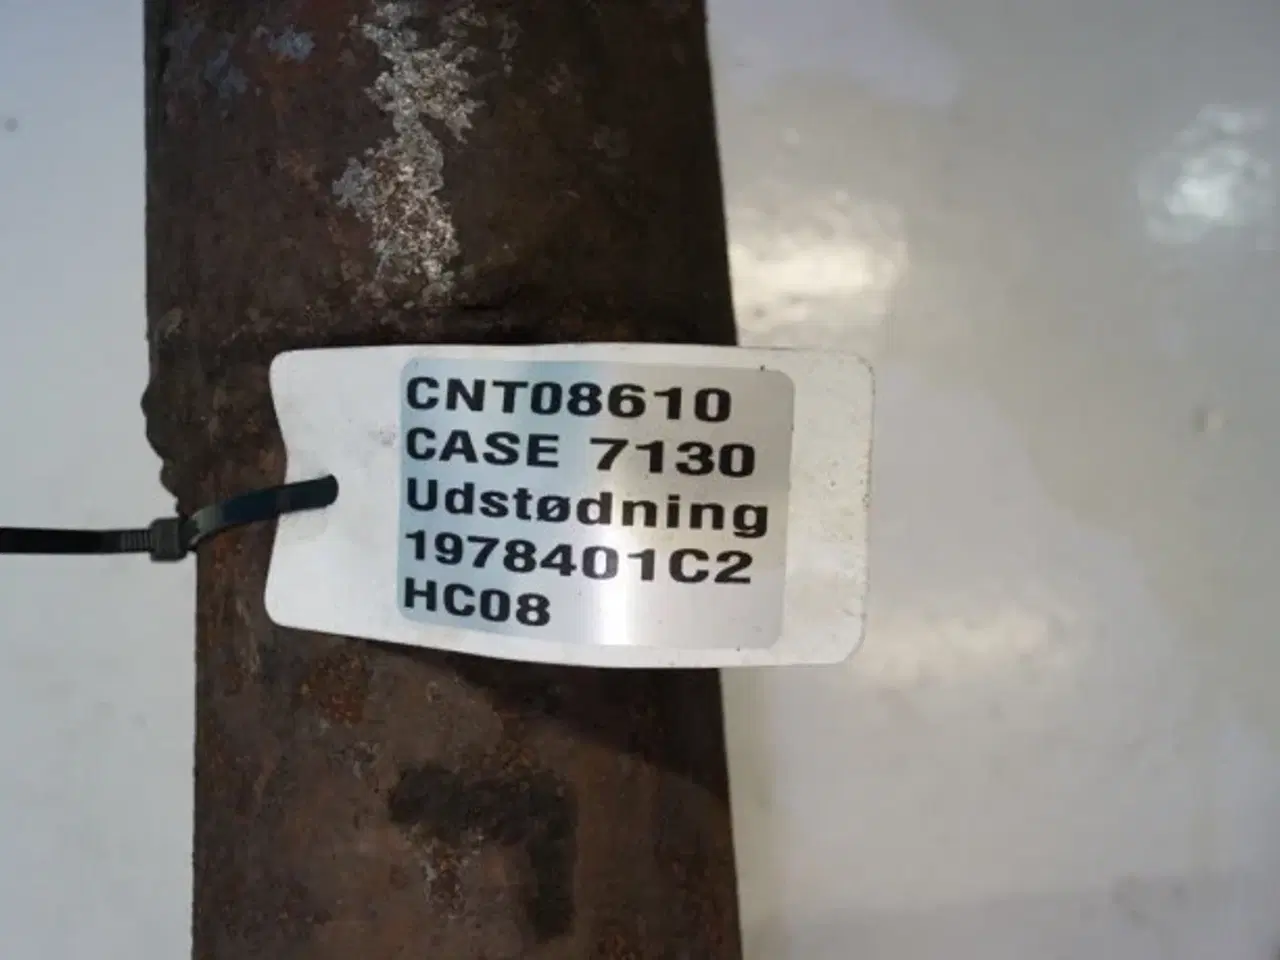 CNT08610
CASE 7130
Udstødning
1978401C2
HC08